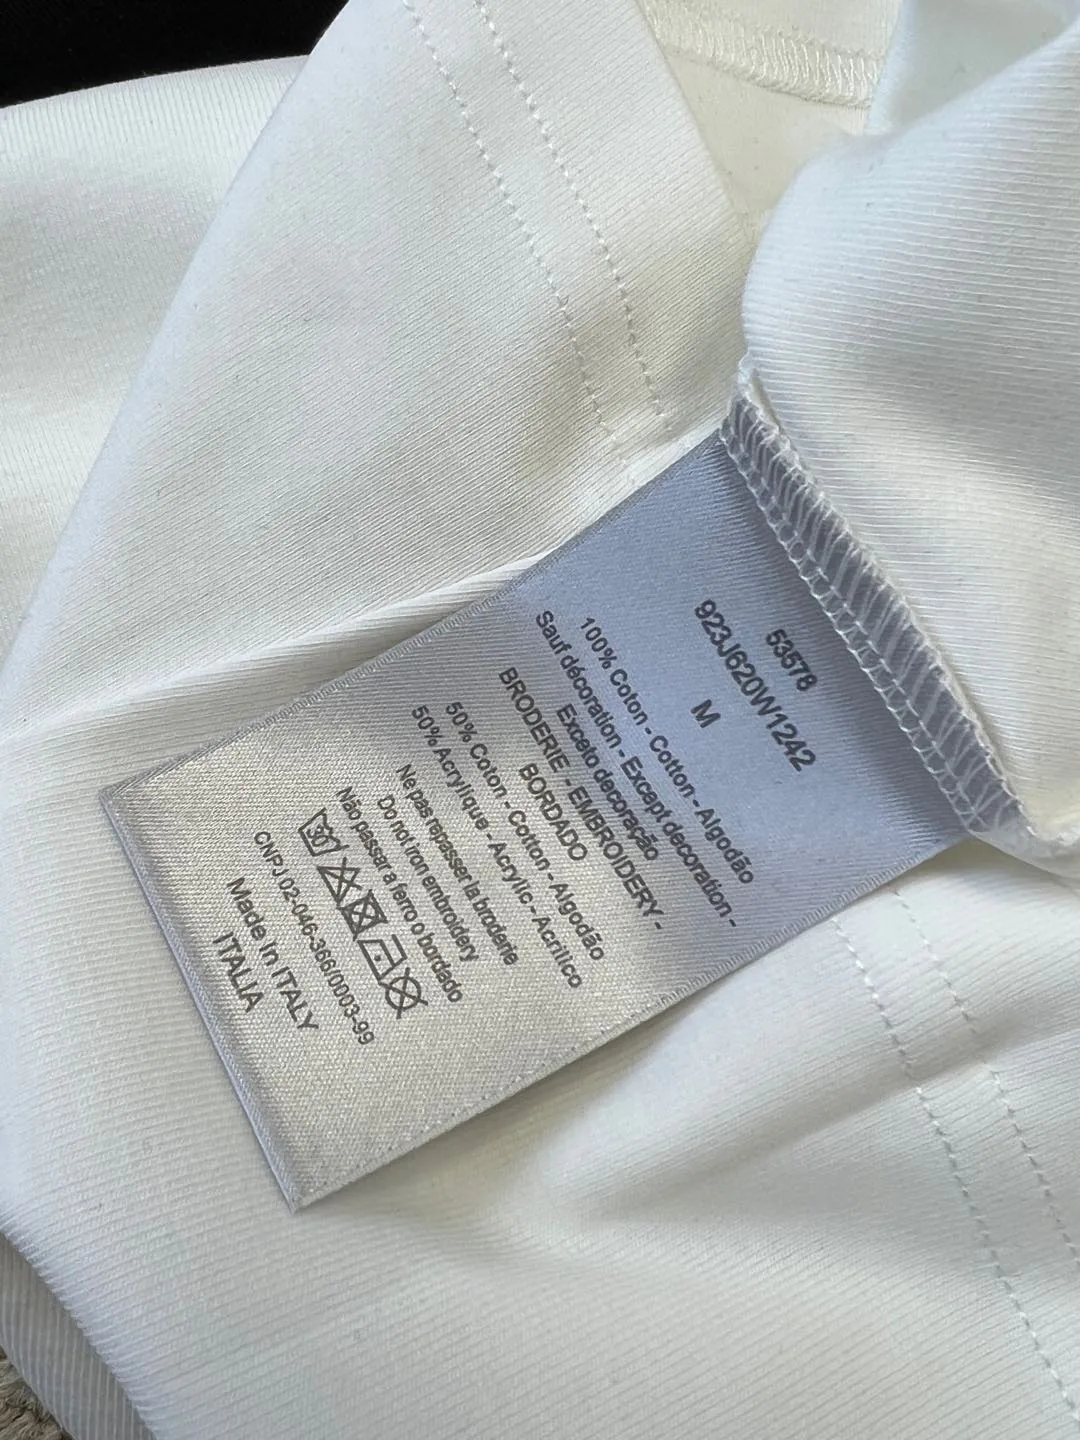 53578
923J620W1242
M
100% Coton - Cotton - Algodão
Sauf décoration - Except decoration -
Exceto decoração
BRODERIE - EMBROIDERY -
BORDADO
50% Coton - Cotton - Algodão
50% Acrylique - Acrylic - Acrílico
Ne pas repasser la broderie
Do not iron embroidery
Não passar a ferro o bordado
30
CNPJ 02-046-366/0003-99
Made in ITALY
ITALIA